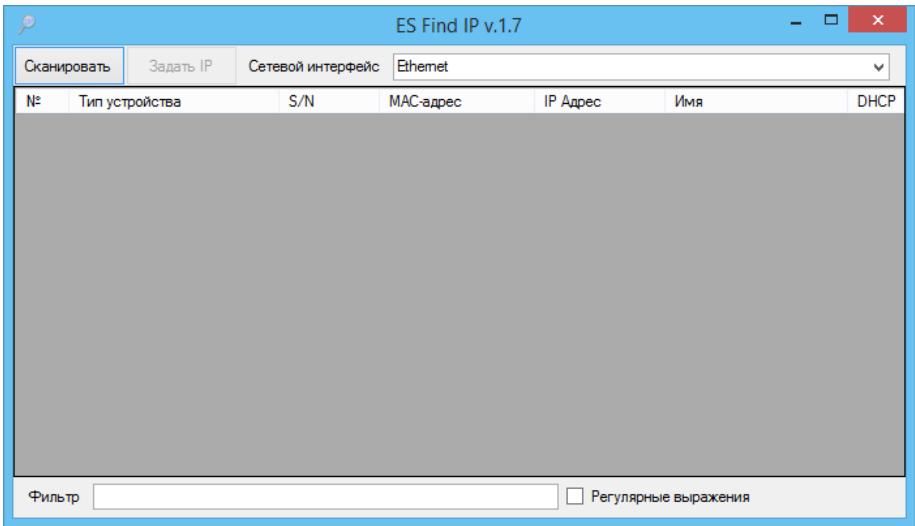 ES Find IP v.1.7
Сканировать Задать IP Сетевой интерфейс Ethernet
№ Тип устройства S/N MAC-адрес IP Адрес Имя DHCP
Фильтр Регулярные выражения